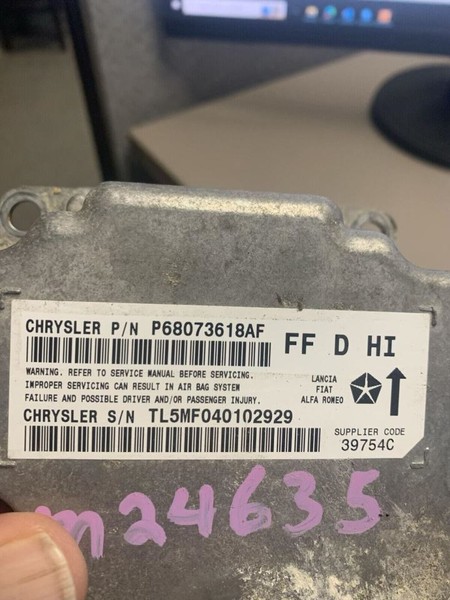 CHRYSLER P/N P68073618AF
FF D HI
WARNING. REFER TO SERVICE MANUAL BEFORE SERVICING.
IMPROPER SERVICING CAN RESULT IN AIR BAG SYSTEM
FAILURE AND POSSIBLE DRIVER AND/OR PASSENGER INJURY.
LANCIA
FIAT
ALFA ROMEO
CHRYSLER S/N TL5MF040102929
SUPPLIER CODE
39754C
m24635